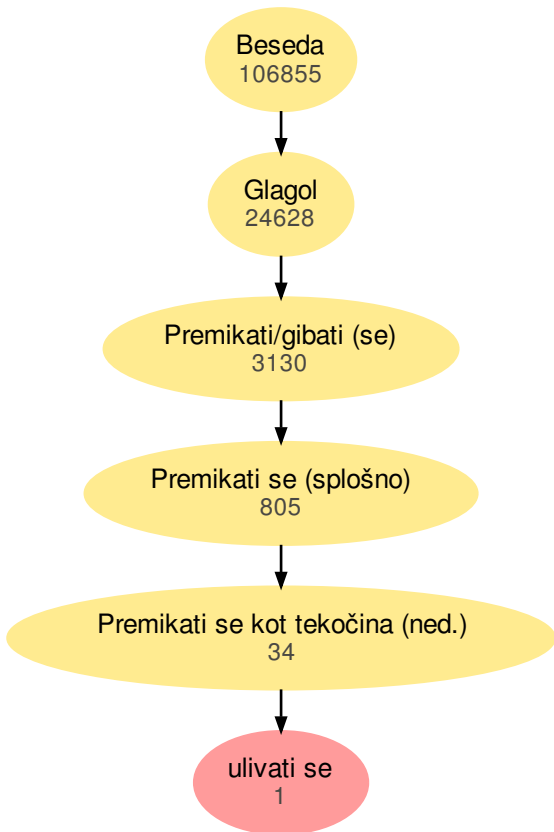 Beseda
106855
Glagol
24628
Premikati/gibati (se)
3130
Premikati se (splošno)
805
Premikati se kot tekočina (ned.)
34
ulivati se
1